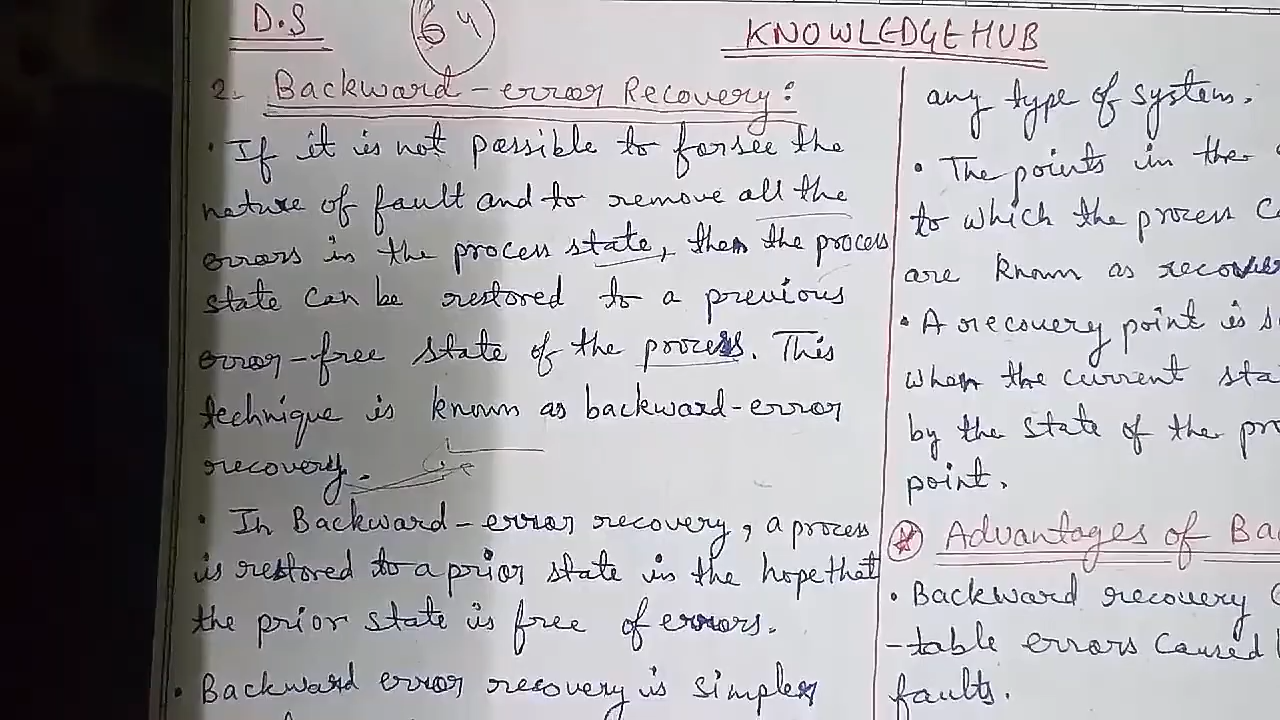 D.S
64
KNOWLEDGE HUB
2. Backward-error Recovery:
• If it is not possible to forsee the
nature of fault and to remove all the
errors in the process state, then the process
state can be restored to a previous
error-free state of the process. This
technique is known as backward-error
recovery.
• In Backward-error recovery, a process
is restored to a prior state in the hope that
the prior state is free of errors.
• Backward error recovery is simpler
any type of system.
• The points in the
to which the process
are known as
• A recovery point is
when the current
by the state of the
point.
Advantages of
• Backward recovery
-table errors caused
faults.